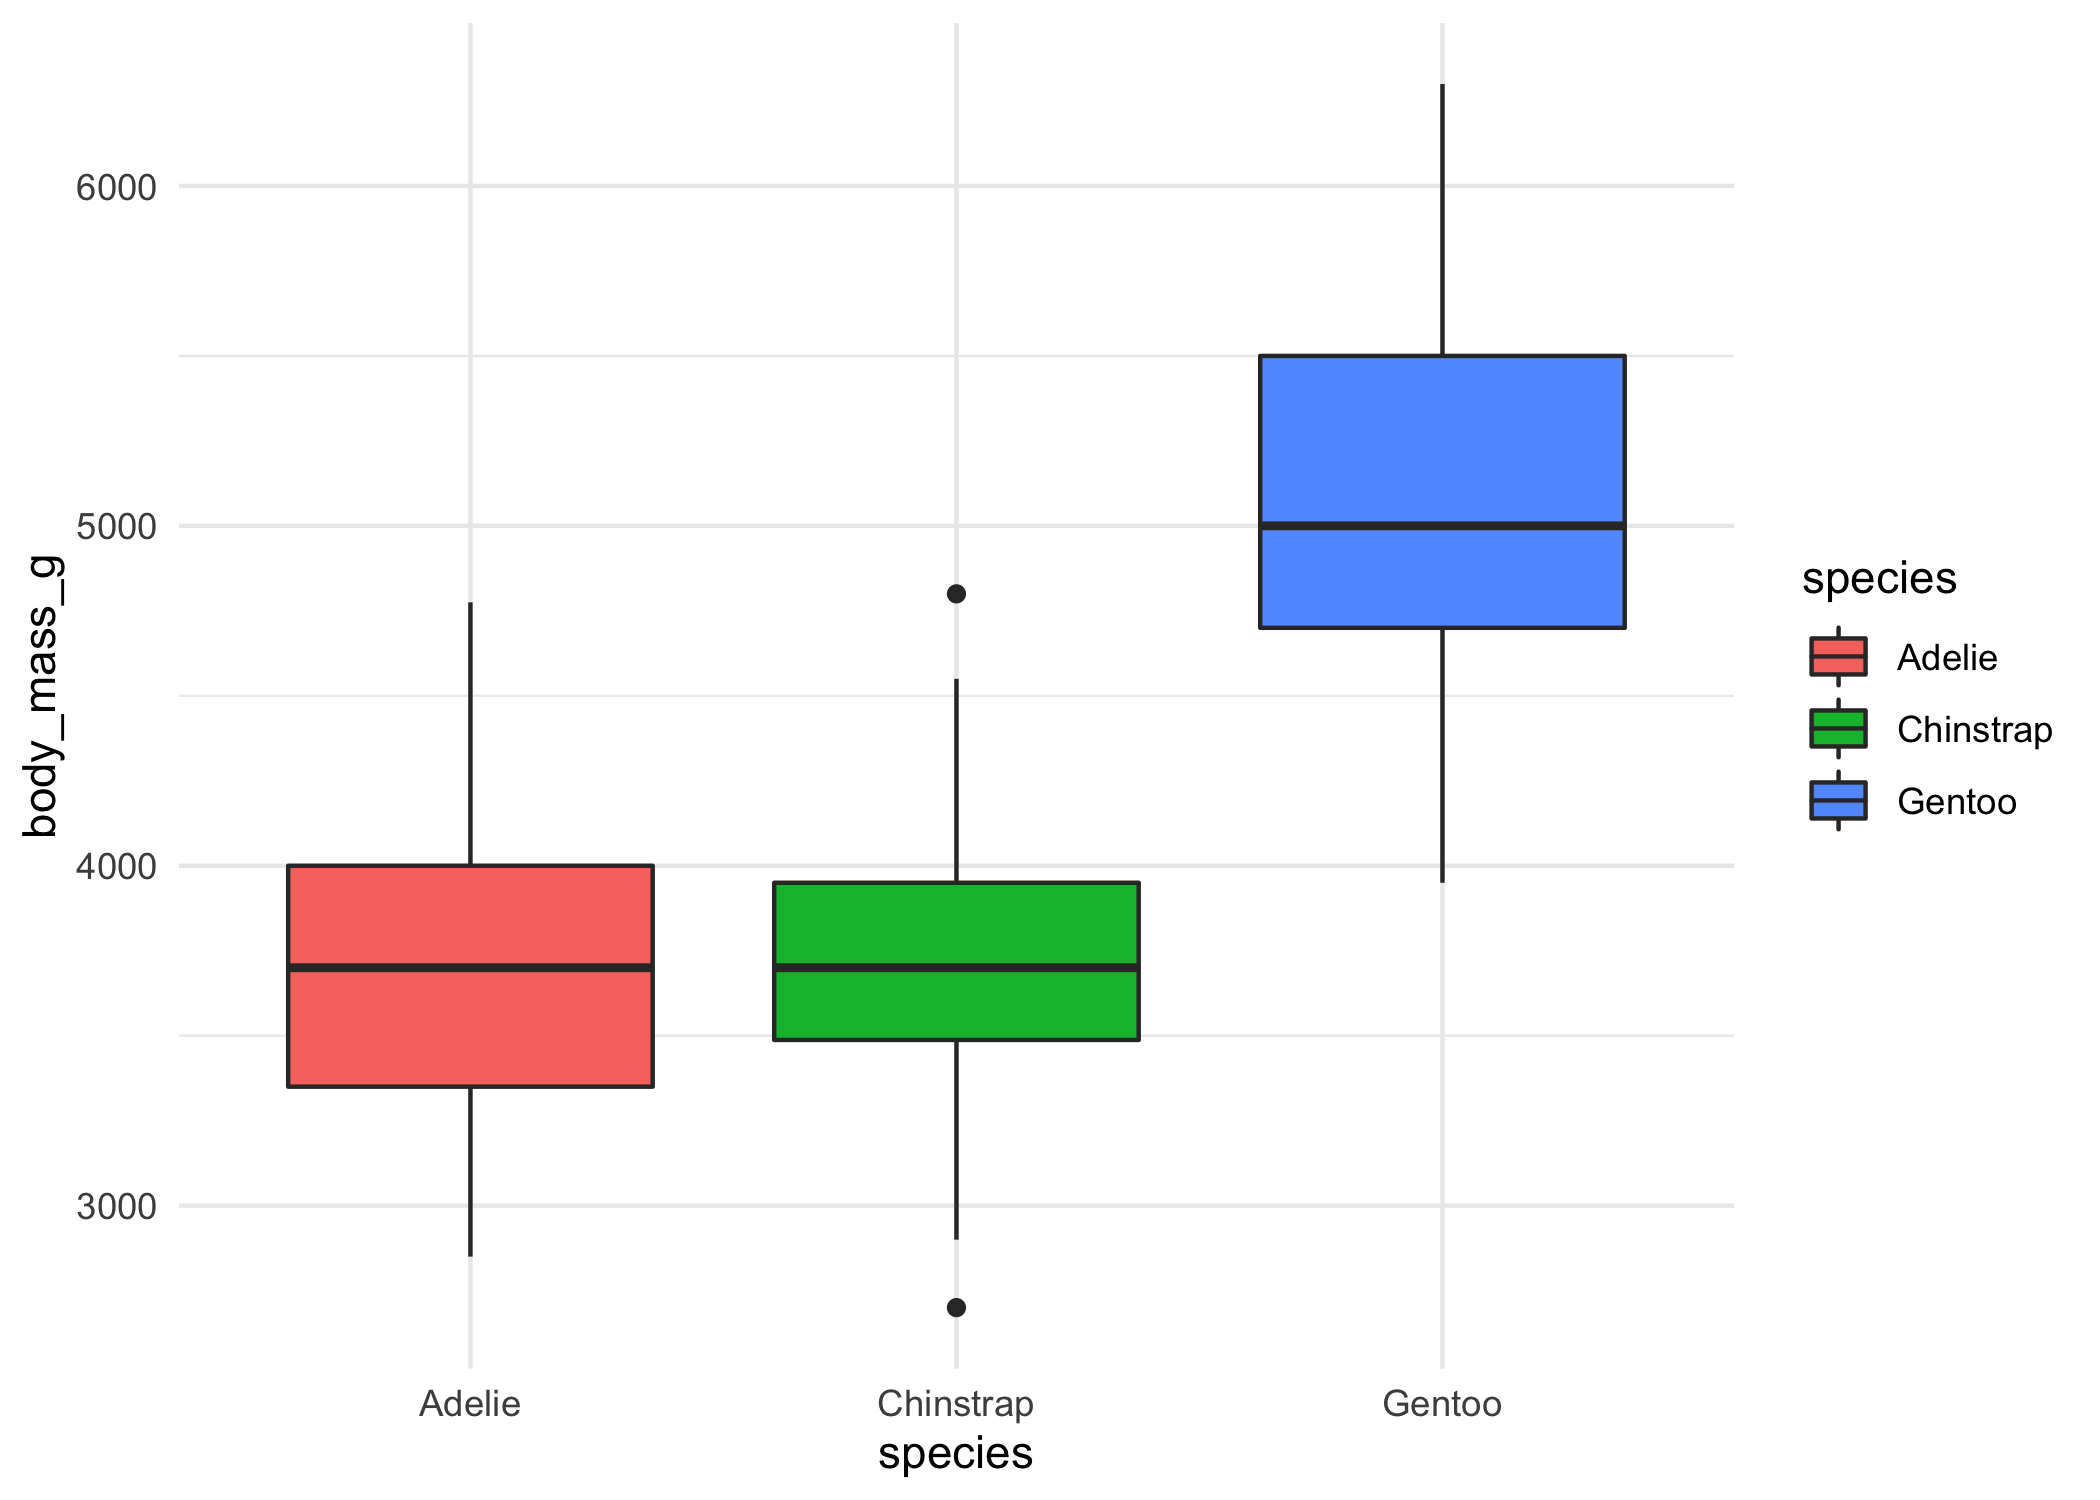 6000
5000
4000
3000
body_mass_g
Adelie
Chinstrap
Gentoo
species
species
Adelie
Chinstrap
Gentoo